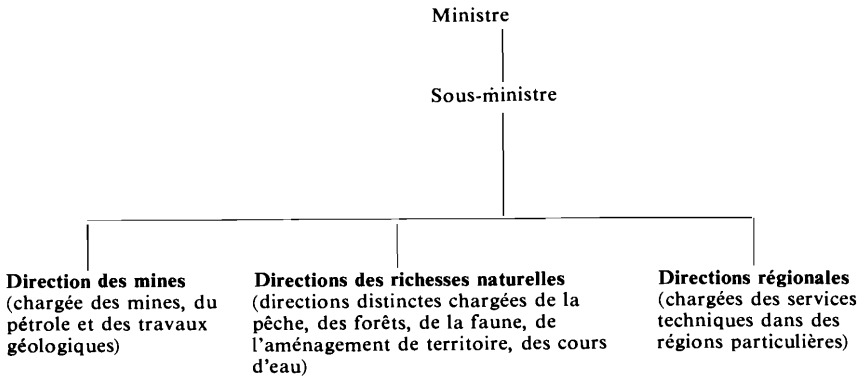 Ministre
Sous-ministre
Direction des mines
(chargée des mines, du
pétrole et des travaux
géologiques)
Directions des richesses naturelles
(directions distinctes chargées de la
pêche, des forêts, de la faune, de
l'aménagement de territoire, des cours
d'eau)
Directions régionales
(chargées des services
techniques dans des
régions particulières)